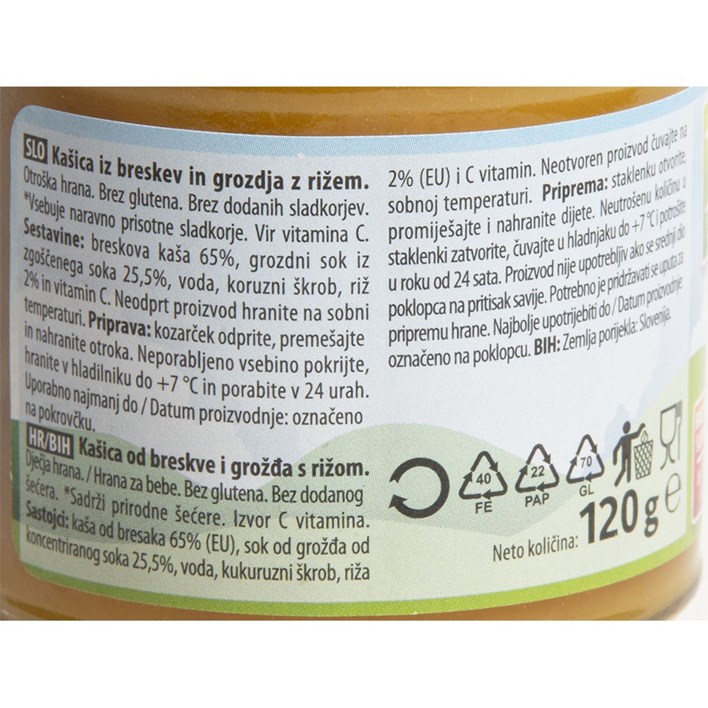 SLO Kašica iz breskev in grozdja z rižem.
Otroška hrana. Brez glutena. Brez dodanih sladkorjev.
*Vsebuje naravno prisotne sladkorje. Vir vitamina C.
Sestavine: breskova kaša 65%, grozdni sok iz
zgoščenega soka 25,5%, voda, koruzni škrob, riž
2% in vitamin C. Neodprt proizvod hranite na sobni
temperaturi. Priprava: kozarček odprite, premešajte
in nahranite otroka. Neporabljeno vsebino pokrijte,
hranite v hladilniku do +7 °C in porabite v 24 urah.
Uporabno najmanj do / Datum proizvodnje: označeno
na pokrovčku.
HR/BIH Kašica od breskve i grožđa s rižom.
Dječja hrana. / Hrana za bebe. Bez glutena. Bez dodanog
šećera. *Sadrži prirodne šećere. Izvor C vitamina.
Sastojci: kaša od bresaka 65% (EU), sok od grožđa od
koncentriranog soka 25,5%, voda, kukuruzni škrob, riža
2% (EU) i C vitamin. Neotvoren proizvod čuvajte na
sobnoj temperaturi. Priprema: staklenku otvorite,
promiješajte i nahranite dijete. Neutrošenu količinu u
staklenki zatvorite, čuvajte u hladnjaku do +7 °C i potrošite
u roku od 24 sata. Proizvod nije upotrebljiv ako se srednji dio
poklopca na pritisak savije. Potrebno je pridržavati se uputa za
pripremu hrane. Najbolje upotrijebiti do / Datum proizvodnje:
označeno na poklopcu. BIH: Zemlja porijekla: Slovenija.
40 22 70
FE PAP GL
Neto količina: 120 g e